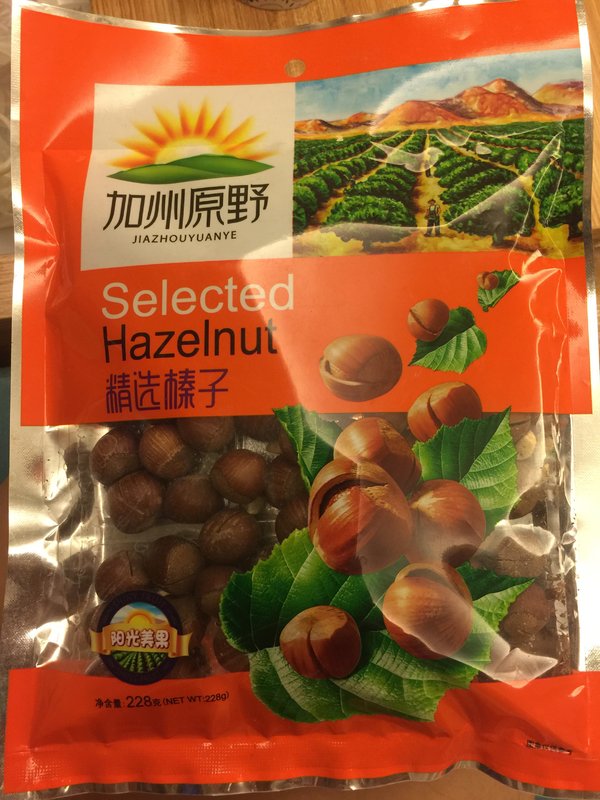 加州原野
JIAZHOUYUANYE
Selected
Hazelnut
精选榛子
阳光美果
净含量: 228克(NET WT:228g)